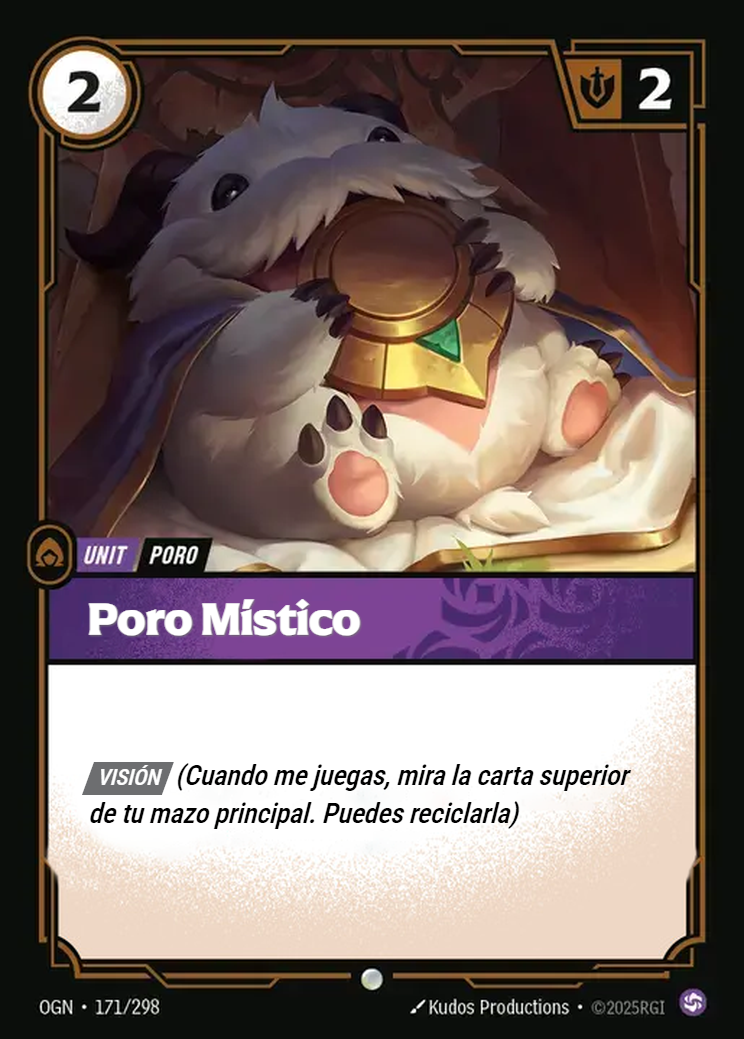 2
2
UNIT PORO
Poro Místico
VISIÓN (Cuando me juegas, mira la carta superior
de tu mazo principal. Puedes reciclarla)
OGN • 171/298
Kudos Productions • ©2025RGI